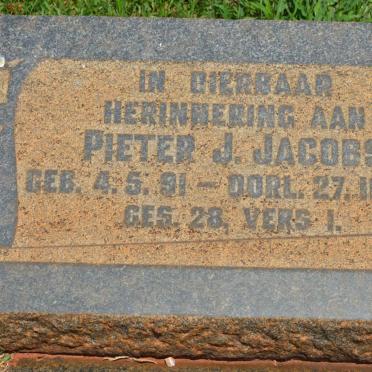 IN DIERBAAR
HERINNERING AAN
PIETER J. JACOBS
GEB. 4.5.91 – OORL. 27.1
GES. 28, VERS 1.